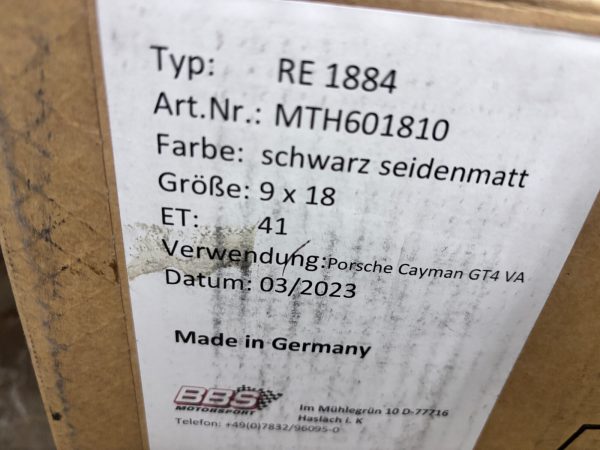 Typ: RE 1884
Art.Nr.: MTH601810
Farbe: schwarz seidenmatt
Größe: 9 x 18
ET: 41
Verwendung:Porsche Cayman GT4 VA
Datum: 03/2023
Made in Germany
BBS
MOTORSPORT
Im Mühlegrün 10 D-77716
Haslach i. K
Telefon: +49(0)7832/96095-0